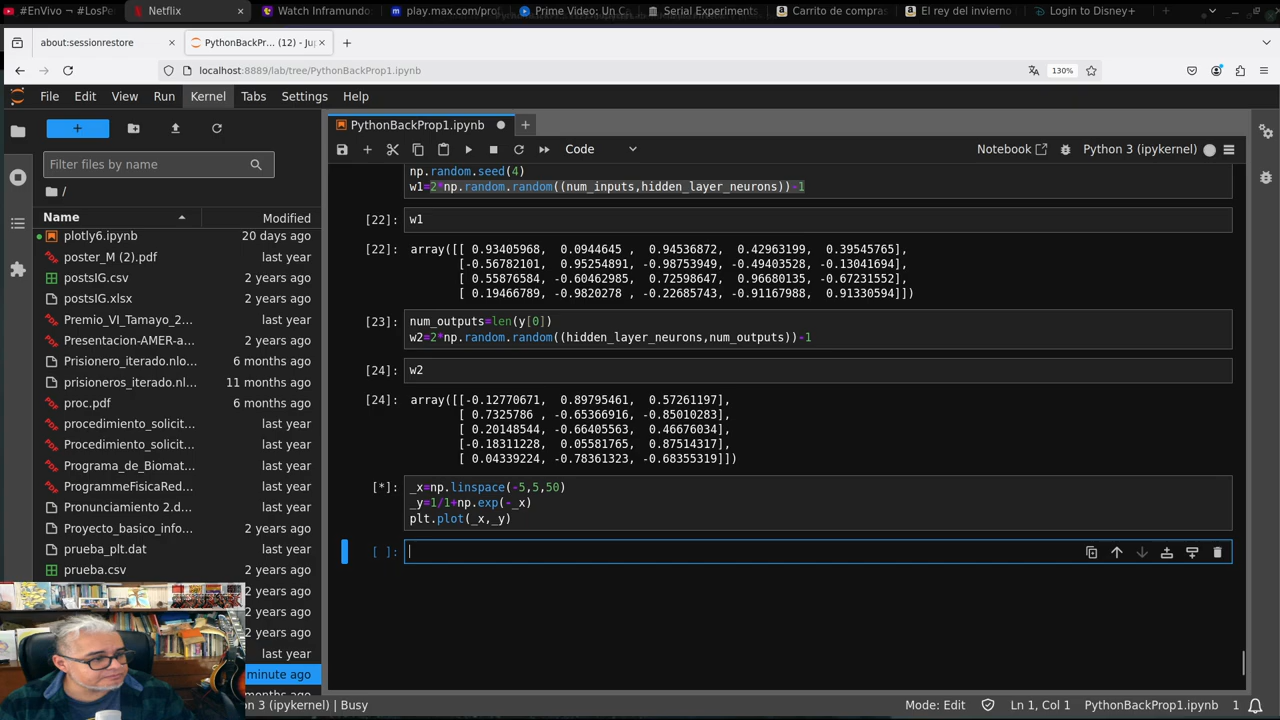 #EnVivo ¬ #LosPe
Netflix
Watch Inframundo
play.max.com/prof
Prime Video: Un C
Serial Experiments
Carrito de compras
El rey del invierno
Login to Disney+
about:sessionrestore
PythonBackPr... (12) - Jup
localhost:8889/lab/tree/PythonBackProp1.ipynb
130%
File Edit View Run Kernel Tabs Settings Help
Filter files by name
/
Name Modified
plotly6.ipynb 20 days ago
poster_M (2).pdf last year
postsIG.csv 2 years ago
postsIG.xlsx 2 years ago
Premio_VI_Tamayo_2... last year
Presentacion-AMER-a... 2 years ago
Prisionero_iterado.nlo... 6 months ago
prisioneros_iterado.nl... 11 months ago
proc.pdf 6 months ago
procedimiento_solicit... last year
Procedimiento_solicit... last year
Programa_de_Biomat... last year
ProgrammeFisicaRed... last year
Pronunciamiento 2.d... last year
Proyecto_basico_info... 2 years ago
prueba_plt.dat last year
prueba.csv 2 years ago
years ago
2 years ago
2 years ago
last year
minute ago
PythonBackProp1.ipynb
Code
Notebook
Python 3 (ipykernel)
np.random.seed(4)
w1=2*np.random.random((num_inputs,hidden_layer_neurons))-1
[22]: w1
[22]: array([[ 0.93405968, 0.0944645 , 0.94536872, 0.42963199, 0.39545765],
[-0.56782101, 0.95254891, -0.98753949, -0.49403528, -0.13041694],
[ 0.55876584, -0.60462985, 0.72598647, 0.96680135, -0.67231552],
[ 0.19466789, -0.9820278 , -0.22685743, -0.91167988, 0.91330594]])
[23]: num_outputs=len(y[0])
w2=2*np.random.random((hidden_layer_neurons,num_outputs))-1
[24]: w2
[24]: array([[-0.12770671, 0.89795461, 0.57261197],
[ 0.7325786 , -0.65366916, -0.85010283],
[ 0.20148544, -0.66405563, 0.46676034],
[-0.18311228, 0.05581765, 0.87514317],
[ 0.04339224, -0.78361323, -0.68355319]])
[*]: _x=np.linspace(-5,5,50)
_y=1/1+np.exp(-_x)
plt.plot(_x,_y)
[ ]:
n 3 (ipykernel) | Busy
Mode: Edit
Ln 1, Col 1
PythonBackProp1.ipynb
1